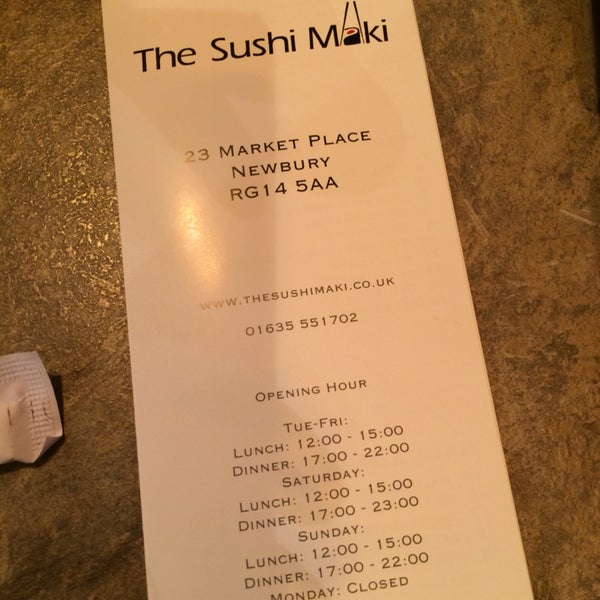 The Sushi Maki
23 Market Place
Newbury
RG14 5AA
www.thesushimaki.co.uk
01635 551702
Opening Hour
Tue-Fri:
Lunch: 12:00 - 15:00
Dinner: 17:00 - 22:00
Saturday:
Lunch: 12:00 - 15:00
Dinner: 17:00 - 23:00
Sunday:
Lunch: 12:00 - 15:00
Dinner: 17:00 - 22:00
Monday: Closed